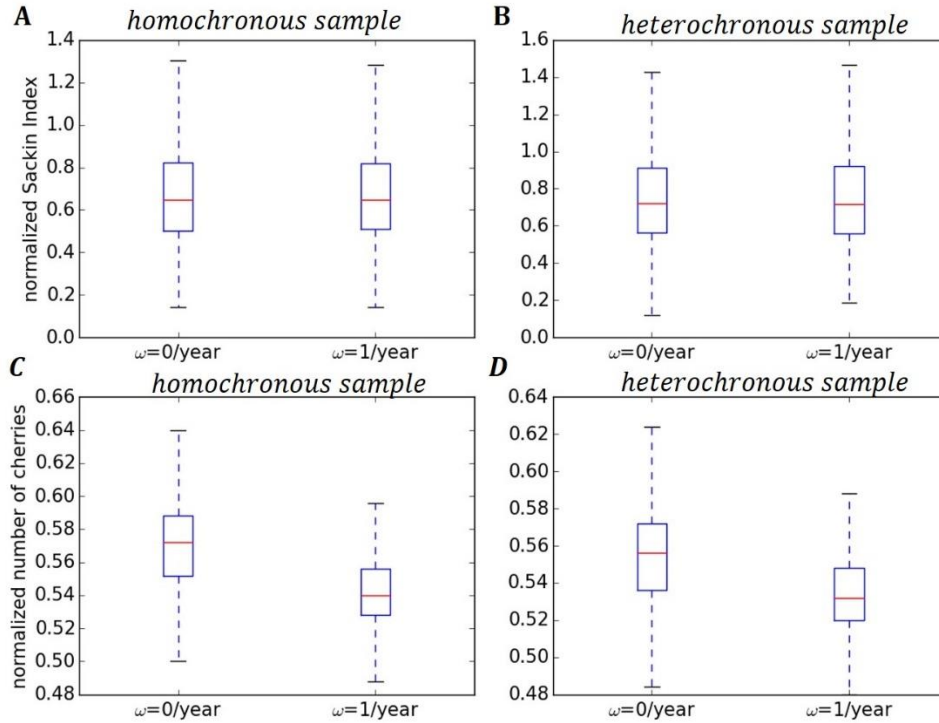 A
homochronous sample
normalized Sackin Index
1.4
1.2
1.0
0.8
0.6
0.4
0.2
0.0
ω=0/year
ω=1/year
B
heterochronous sample
1.6
1.4
1.2
1.0
0.8
0.6
0.4
0.2
0.0
ω=0/year
ω=1/year
C
homochronous sample
normalized number of cherries
0.66
0.64
0.62
0.60
0.58
0.56
0.54
0.52
0.50
0.48
ω=0/year
ω=1/year
D
heterochronous sample
0.64
0.62
0.60
0.58
0.56
0.54
0.52
0.50
0.48
ω=0/year
ω=1/year